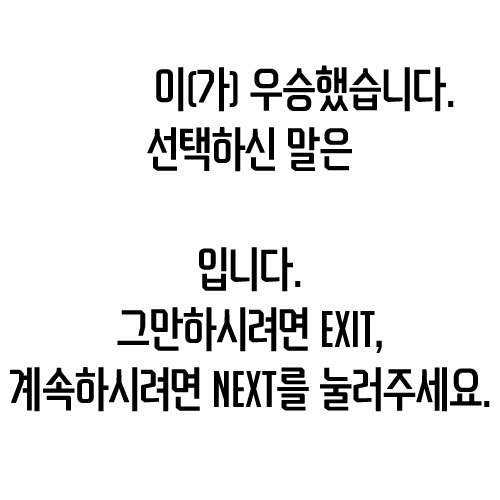 이(가) 우승했습니다.
선택하신 말은
입니다.
그만하시려면 EXIT,
계속하시려면 NEXT를 눌러주세요.